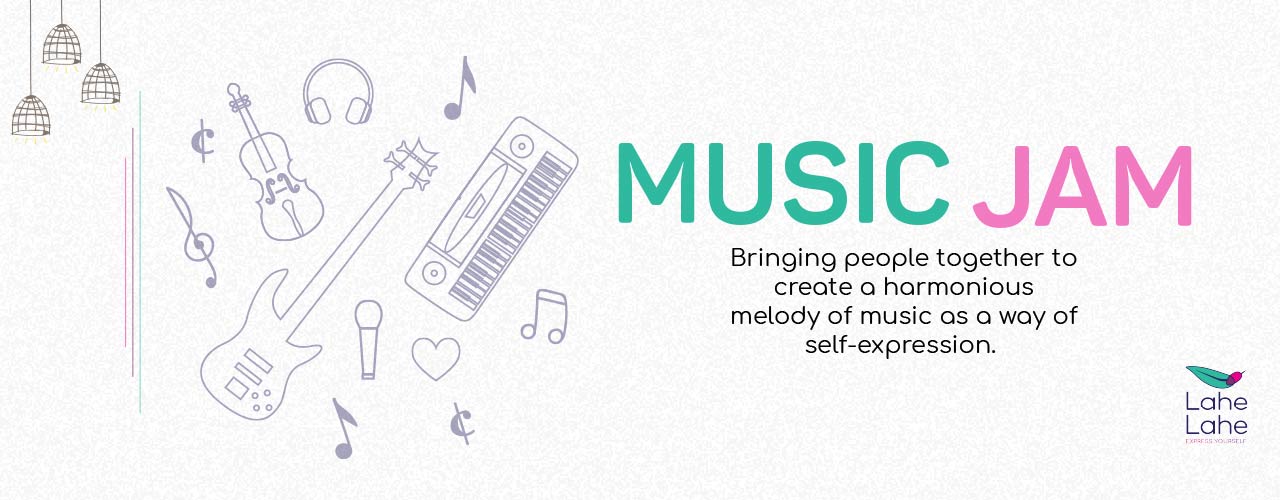 MUSIC JAM
Bringing people together to
create a harmonious
melody of music as a way of
self-expression.
Lahe
Lahe
EXPRESS YOURSELF